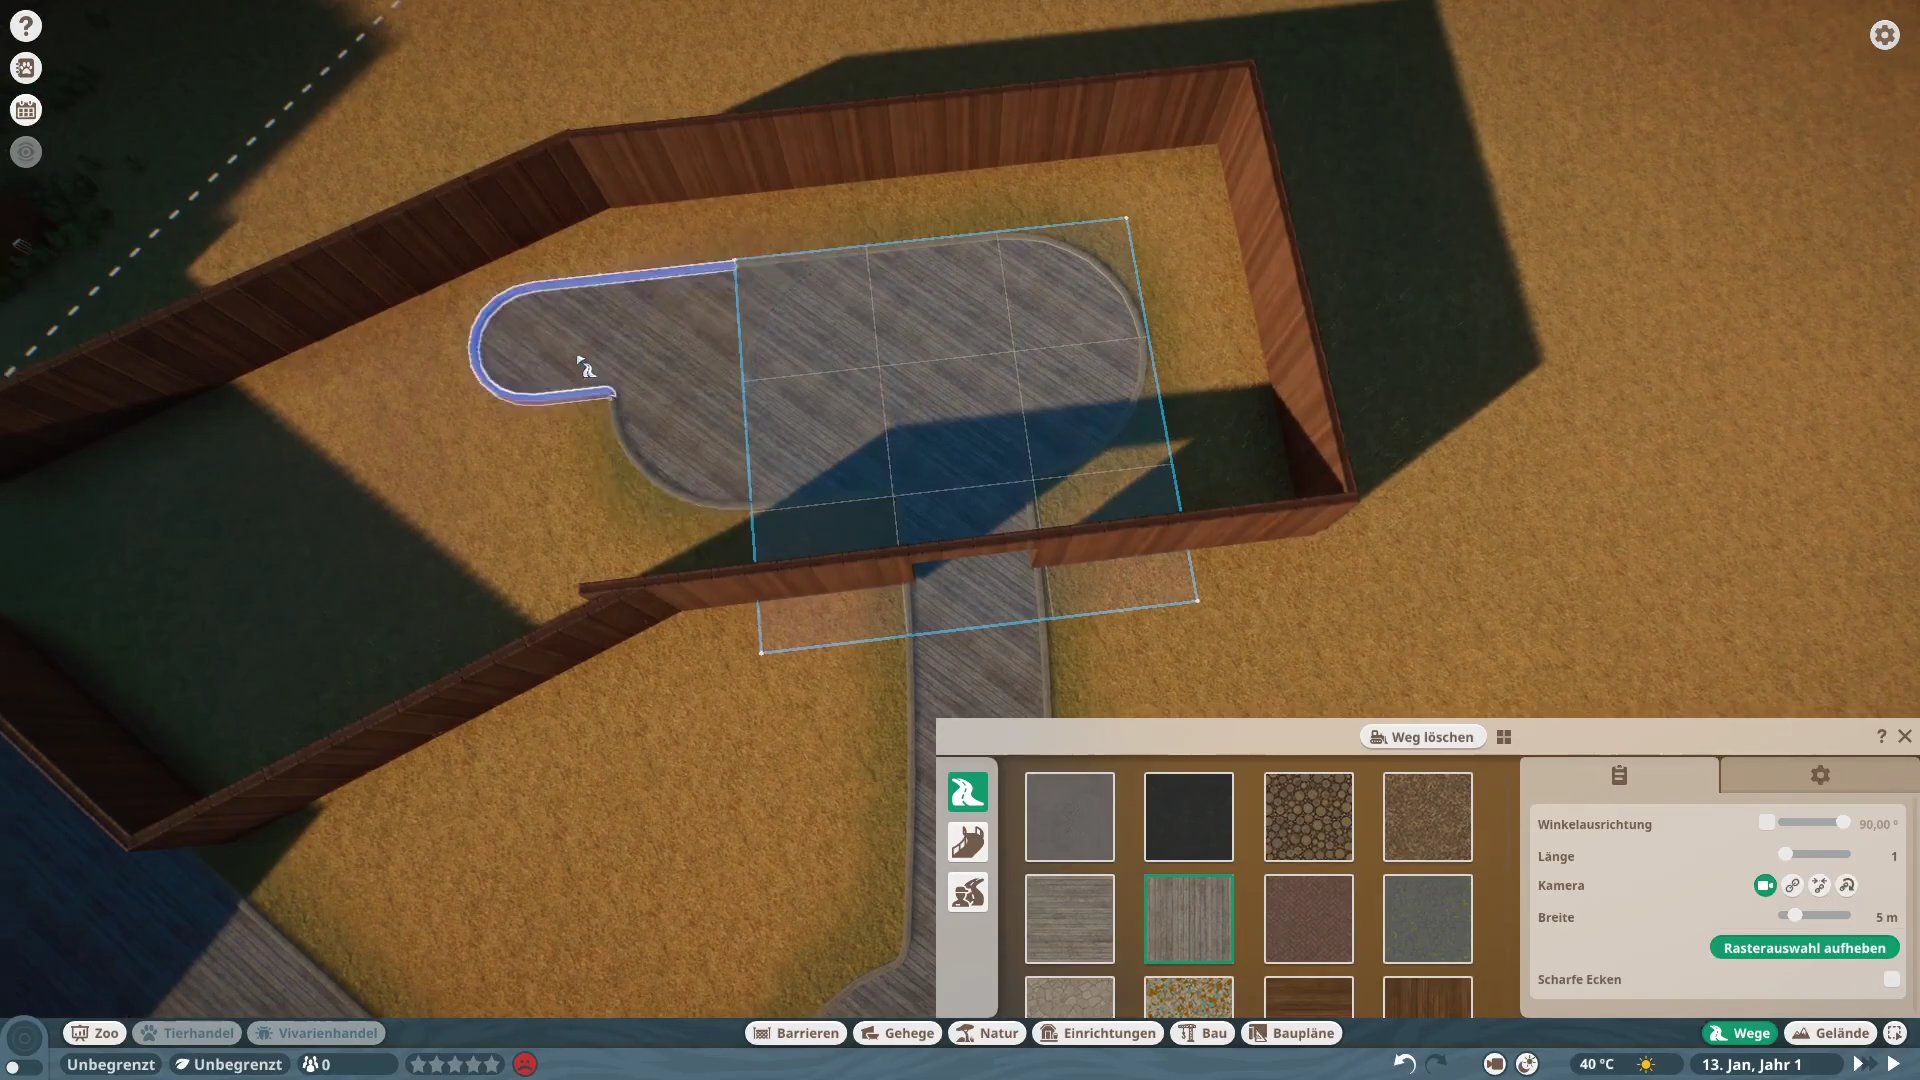 ?
Weg löschen
?
Winkelausrichtung 90,00 °
Länge 1
Kamera
Breite 5 m
Rasterauswahl aufheben
Scharfe Ecken
Zoo Tierhandel Vivarienhandel Barrieren Gehege Natur Einrichtungen Bau Baupläne Wege Gelände
Unbegrenzt Unbegrenzt 0 40 °C 13. Jan, Jahr 1